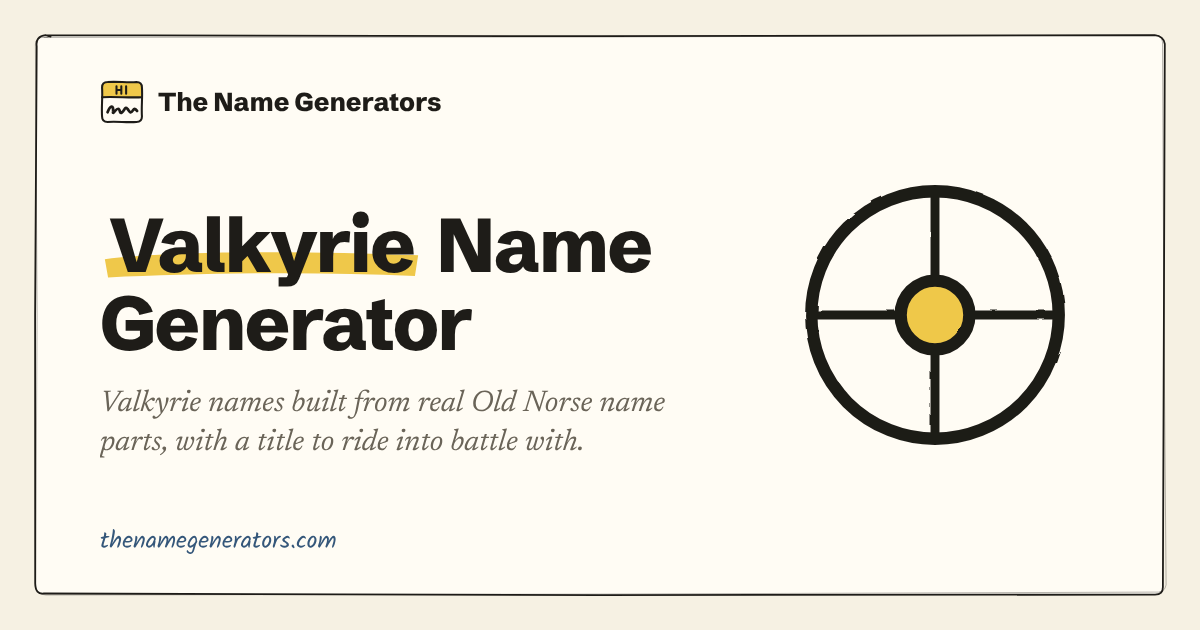 HI
The Name Generators
Valkyrie Name
Generator
Valkyrie names built from real Old Norse name
parts, with a title to ride into battle with.
thenamegenerators.com